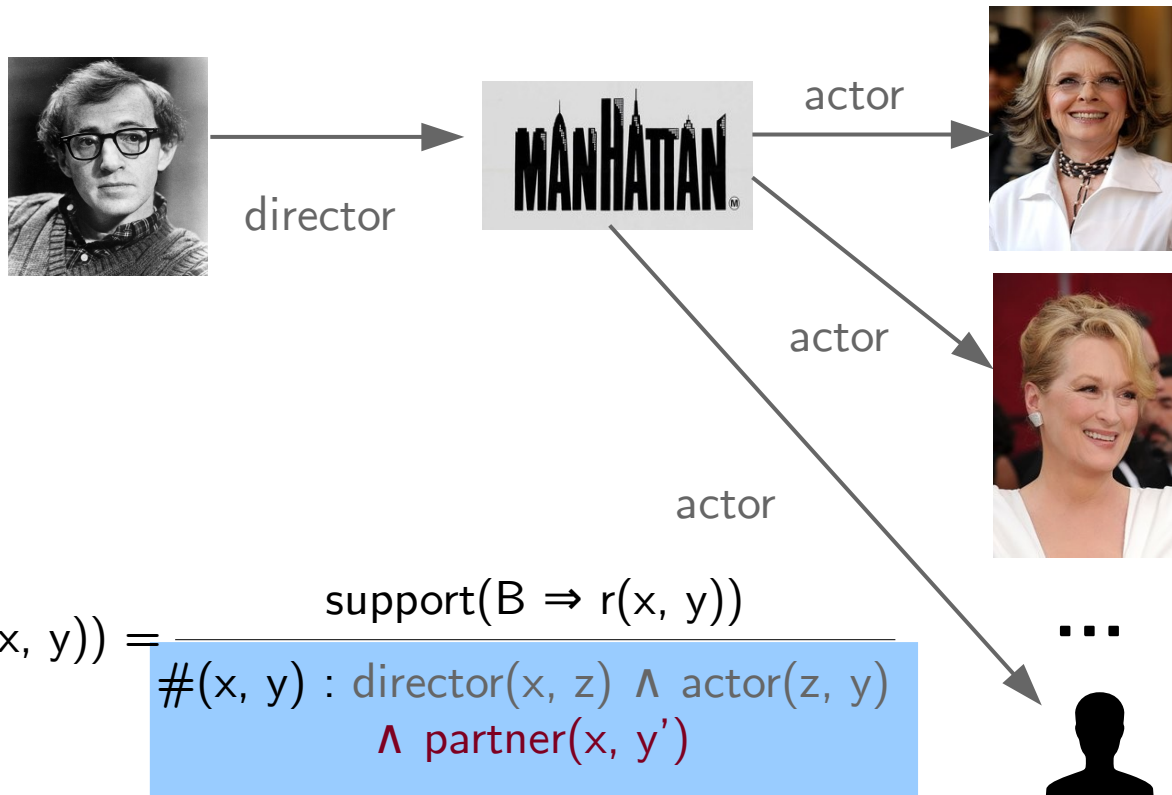 actor
director
MANHATTAN
M
actor
actor
support(B ⇒ r(x, y))
x, y)) =
...
#(x, y) : director(x, z) ∧ actor(z, y)
∧ partner(x, y’)